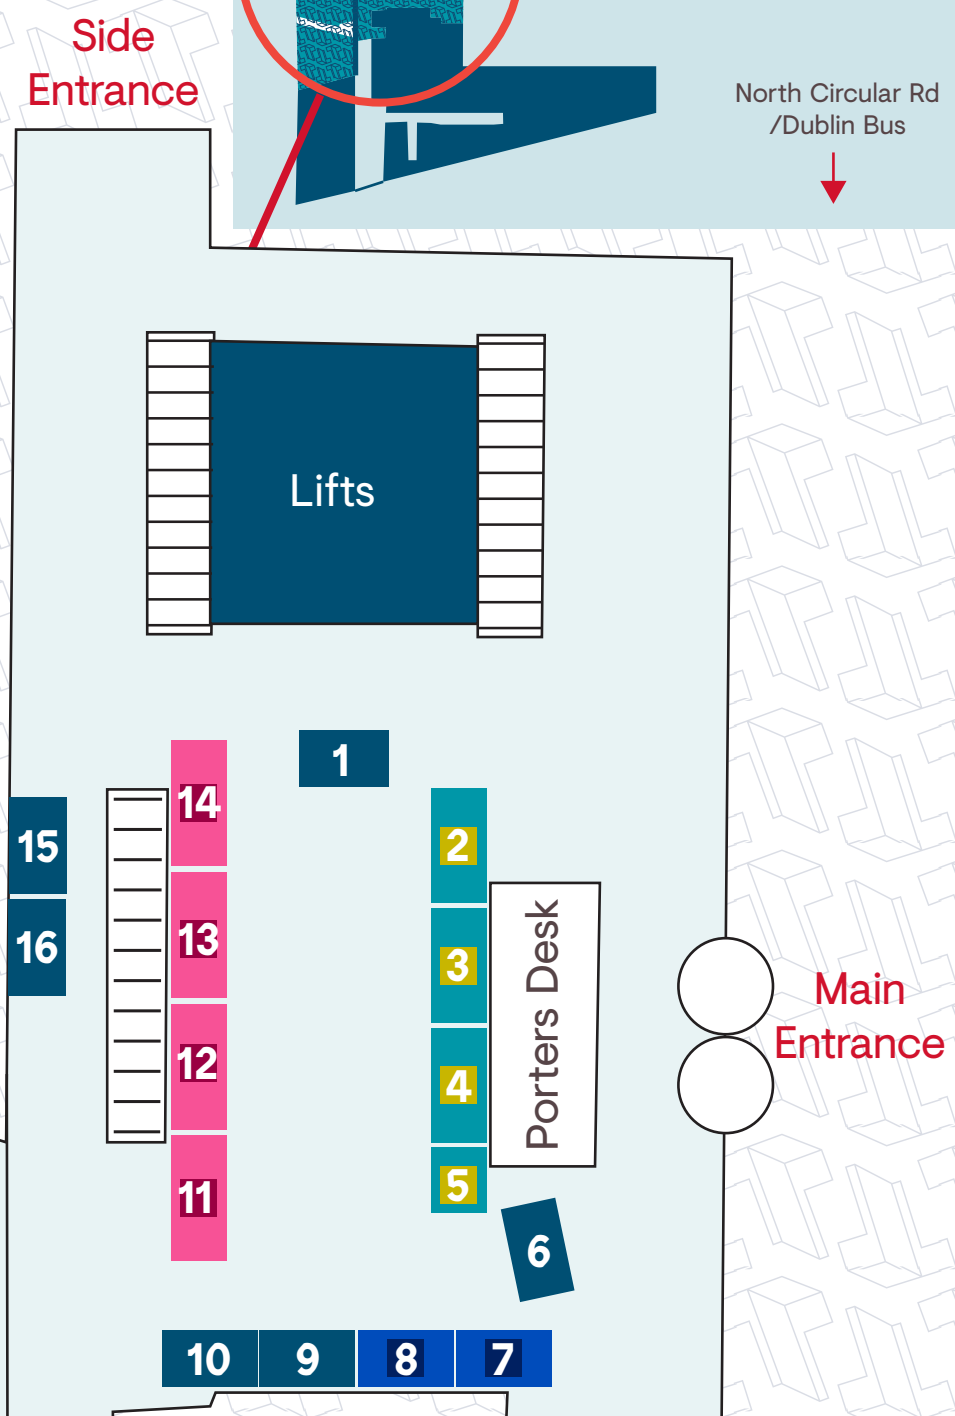 Side
Entrance
North Circular Rd
/Dublin Bus
Lifts
1
14
2
15
13
3
16
Porters Desk
Main
Entrance
12
4
11
5
6
10
9
8
7